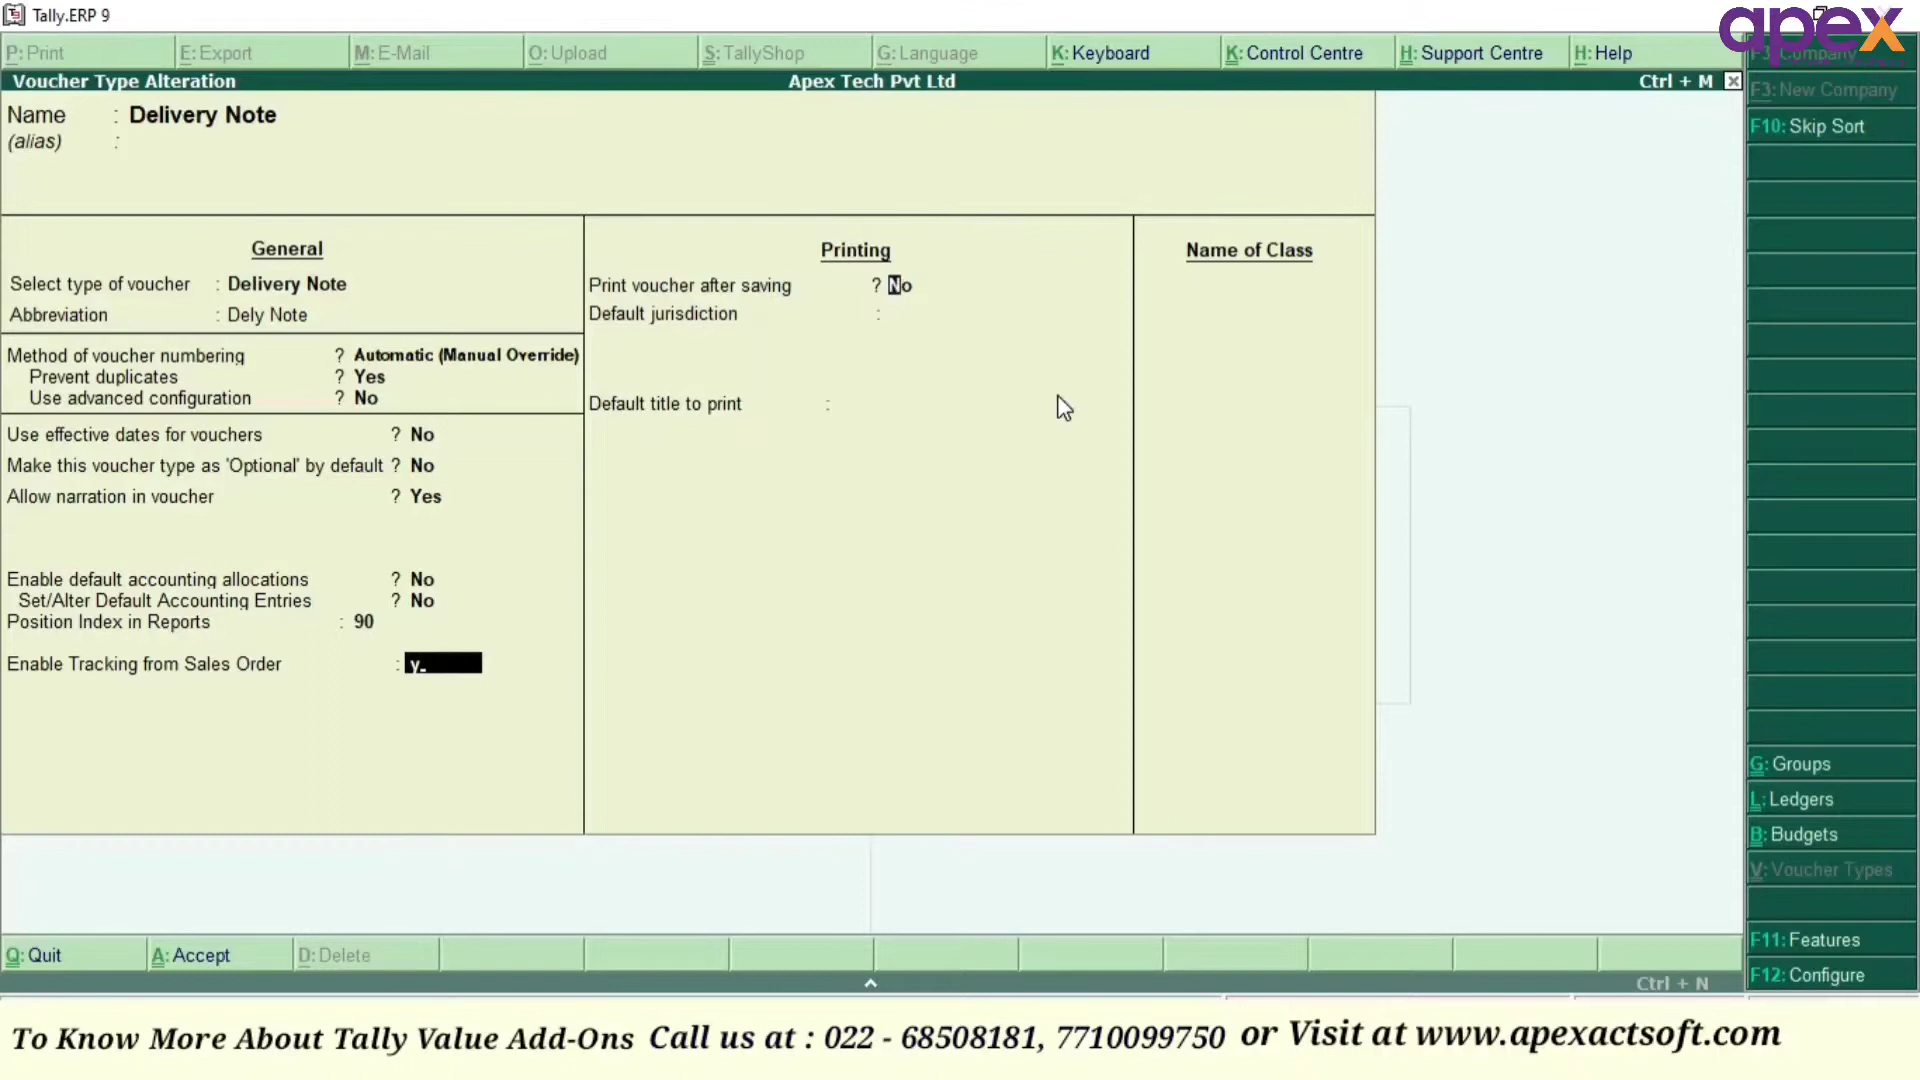 Tally.ERP 9
apex
P: Print
E: Export
M: E-Mail
O: Upload
S: TallyShop
G: Language
K: Keyboard
K: Control Centre
H: Support Centre
H: Help
F3: Company
Voucher Type Alteration
Apex Tech Pvt Ltd
Ctrl + M
F3: New Company
Name : Delivery Note
(alias) :
F10: Skip Sort
General
Select type of voucher : Delivery Note
Abbreviation : Dely Note
Method of voucher numbering ? Automatic (Manual Override)
Prevent duplicates ? Yes
Use advanced configuration ? No
Use effective dates for vouchers ? No
Make this voucher type as 'Optional' by default ? No
Allow narration in voucher ? Yes
Enable default accounting allocations ? No
Set/Alter Default Accounting Entries ? No
Position Index in Reports : 90
Enable Tracking from Sales Order : y
Printing
Print voucher after saving ? No
Default jurisdiction :
Default title to print :
Name of Class
G: Groups
L: Ledgers
B: Budgets
V: Voucher Types
F11: Features
F12: Configure
Q: Quit
A: Accept
D: Delete
Ctrl + N
To Know More About Tally Value Add-Ons Call us at : 022 - 68508181, 7710099750 or Visit at www.apexactsoft.com